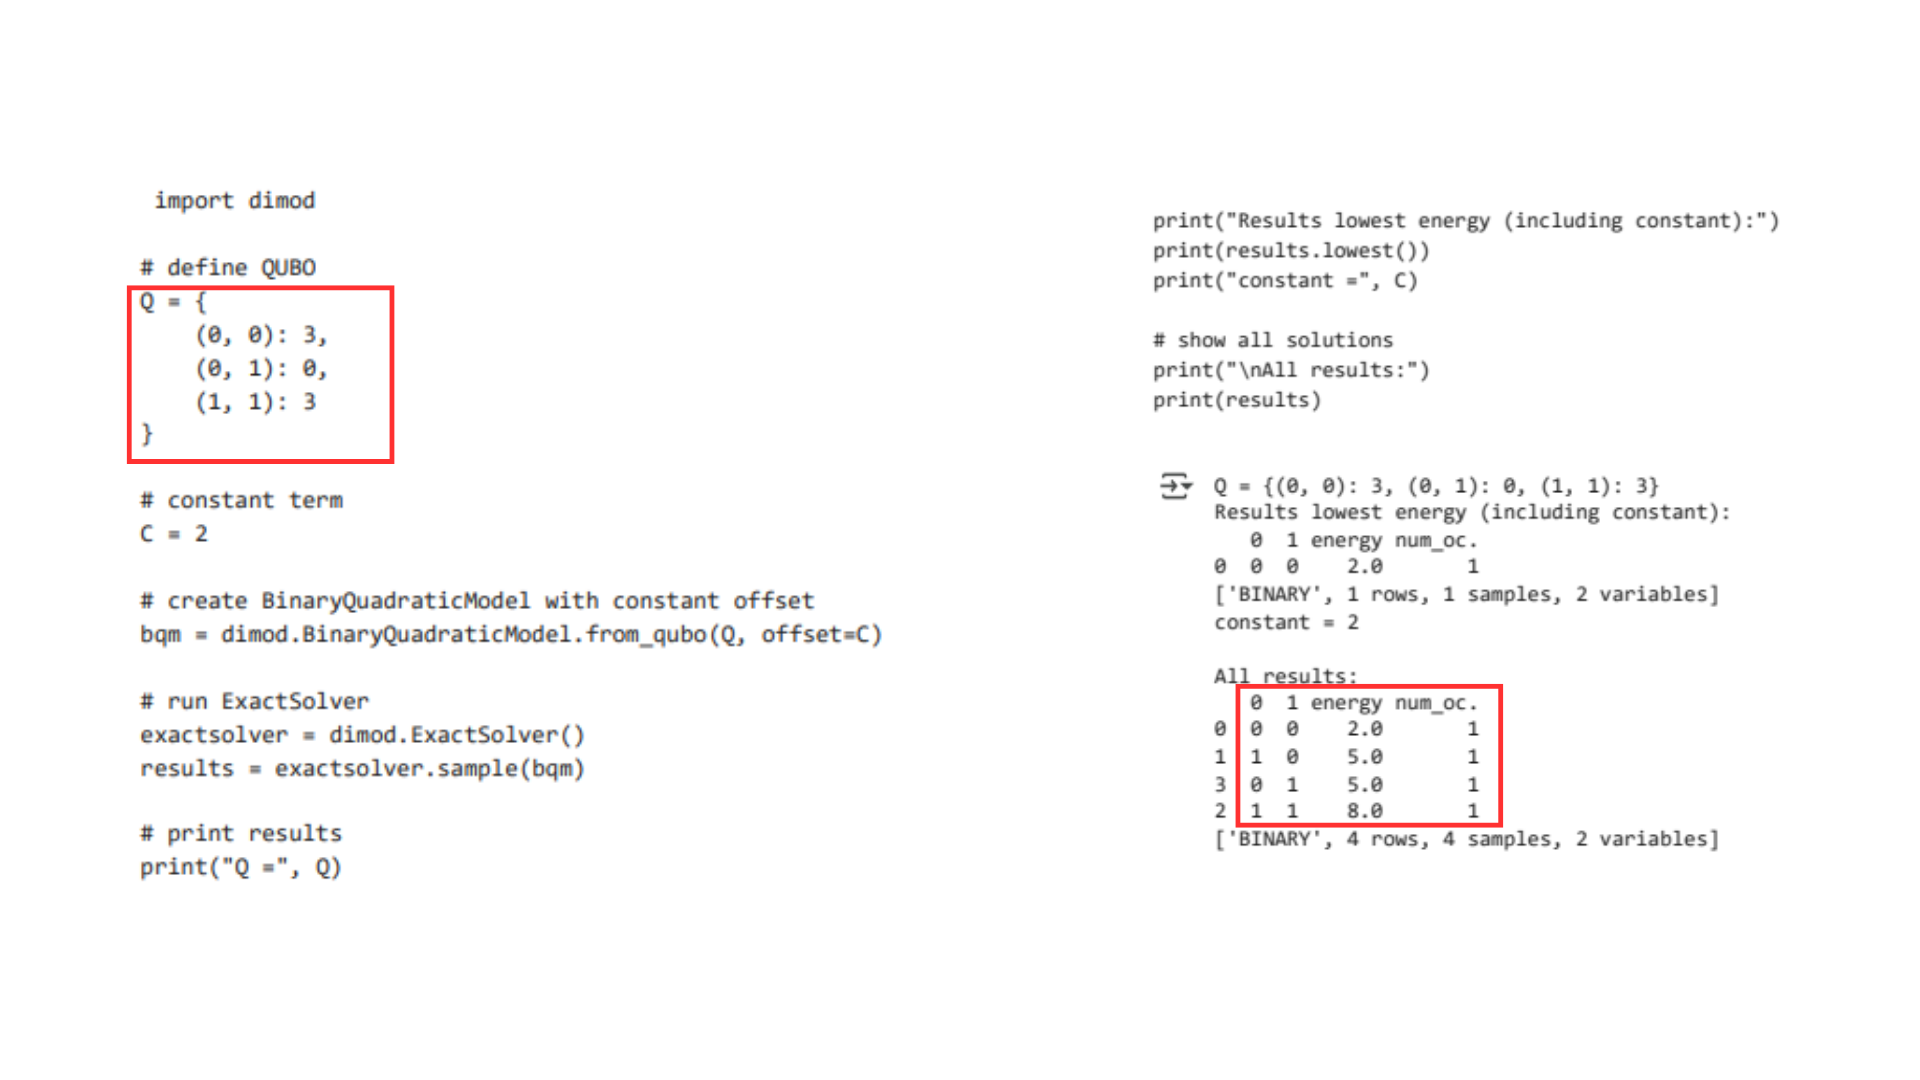 import dimod
# define QUBO
Q = {
(0, 0): 3,
(0, 1): 0,
(1, 1): 3
}
# constant term
C = 2
# create BinaryQuadraticModel with constant offset
bqm = dimod.BinaryQuadraticModel.from_qubo(Q, offset=C)
# run ExactSolver
exactsolver = dimod.ExactSolver()
results = exactsolver.sample(bqm)
# print results
print("Q =", Q)
print("Results lowest energy (including constant):")
print(results.lowest())
print("constant =", C)
# show all solutions
print("\nAll results:")
print(results)
Q = {(0, 0): 3, (0, 1): 0, (1, 1): 3}
Results lowest energy (including constant):
0 1 energy num_oc.
0 0 0 2.0 1
['BINARY', 1 rows, 1 samples, 2 variables]
constant = 2
All results:
0 1 energy num_oc.
0 0 0 2.0 1
1 1 0 5.0 1
3 0 1 5.0 1
2 1 1 8.0 1
['BINARY', 4 rows, 4 samples, 2 variables]